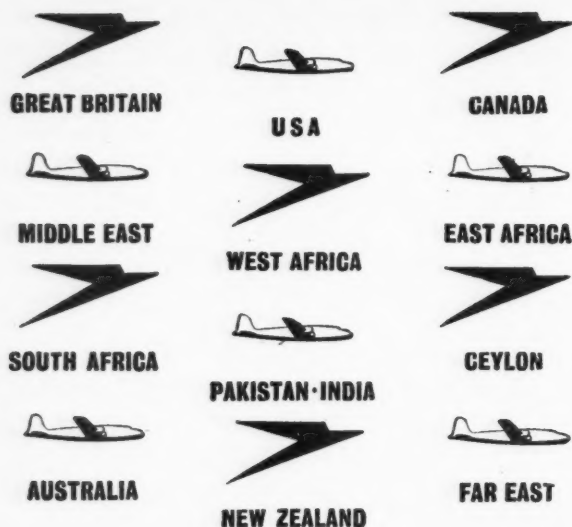 GREAT BRITAIN
USA
CANADA
MIDDLE EAST
WEST AFRICA
EAST AFRICA
SOUTH AFRICA
PAKISTAN·INDIA
CEYLON
AUSTRALIA
NEW ZEALAND
FAR EAST